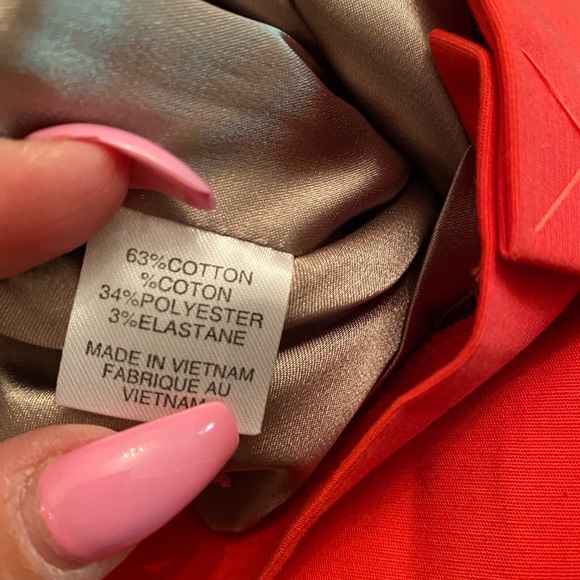 63%COTTON
%COTON
34%POLYESTER
3%ELASTANE
MADE IN VIETNAM
FABRIQUE AU
VIETNAM